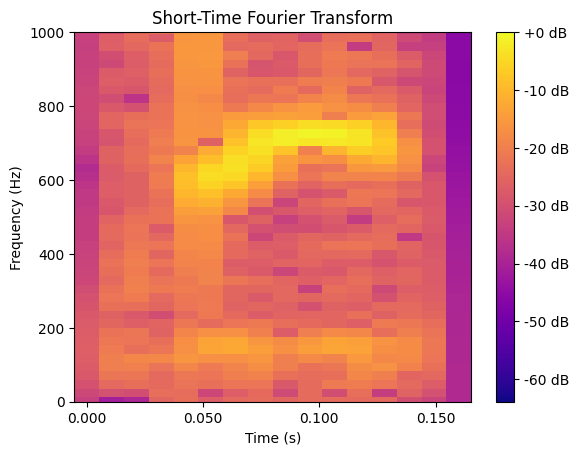 Short-Time Fourier Transform
1000
800
600
400
200
0
Frequency (Hz)
0.000
0.050
0.100
0.150
Time (s)
+0 dB
-10 dB
-20 dB
-30 dB
-40 dB
-50 dB
-60 dB